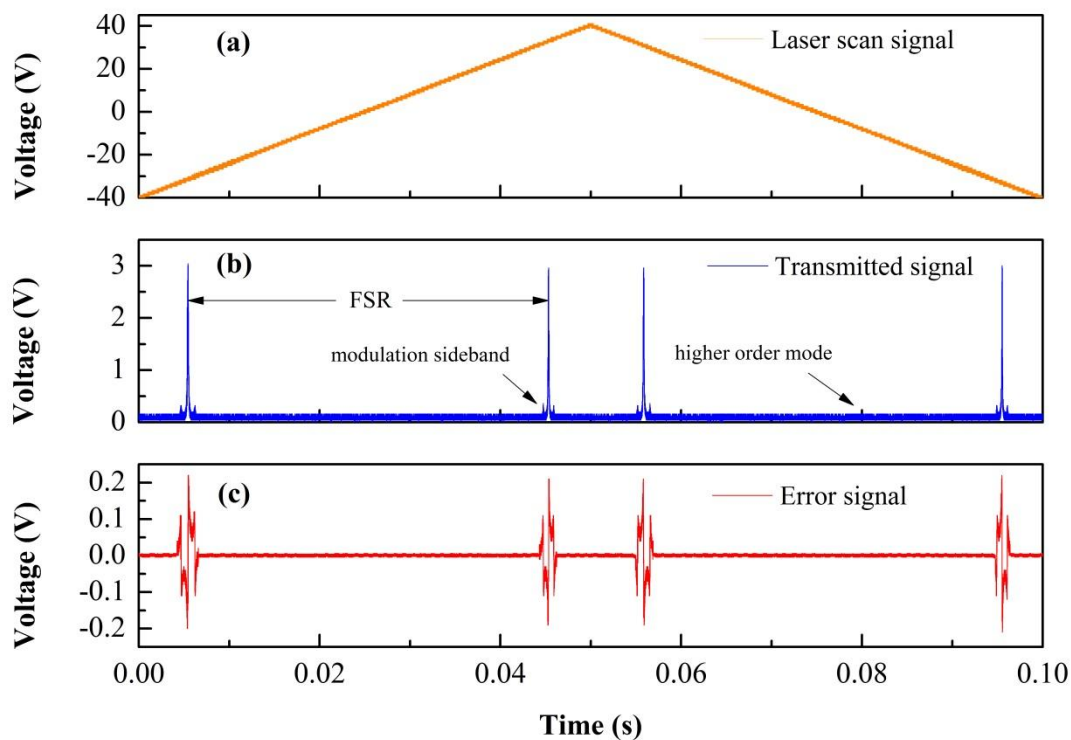 (a)
Laser scan signal
Voltage (V)
40
20
0
-20
-40
(b)
Transmitted signal
FSR
modulation sideband
higher order mode
Voltage (V)
3
2
1
0
(c)
Error signal
Voltage (V)
0.2
0.1
0.0
-0.1
-0.2
0.00 0.02 0.04 0.06 0.08 0.10
Time (s)